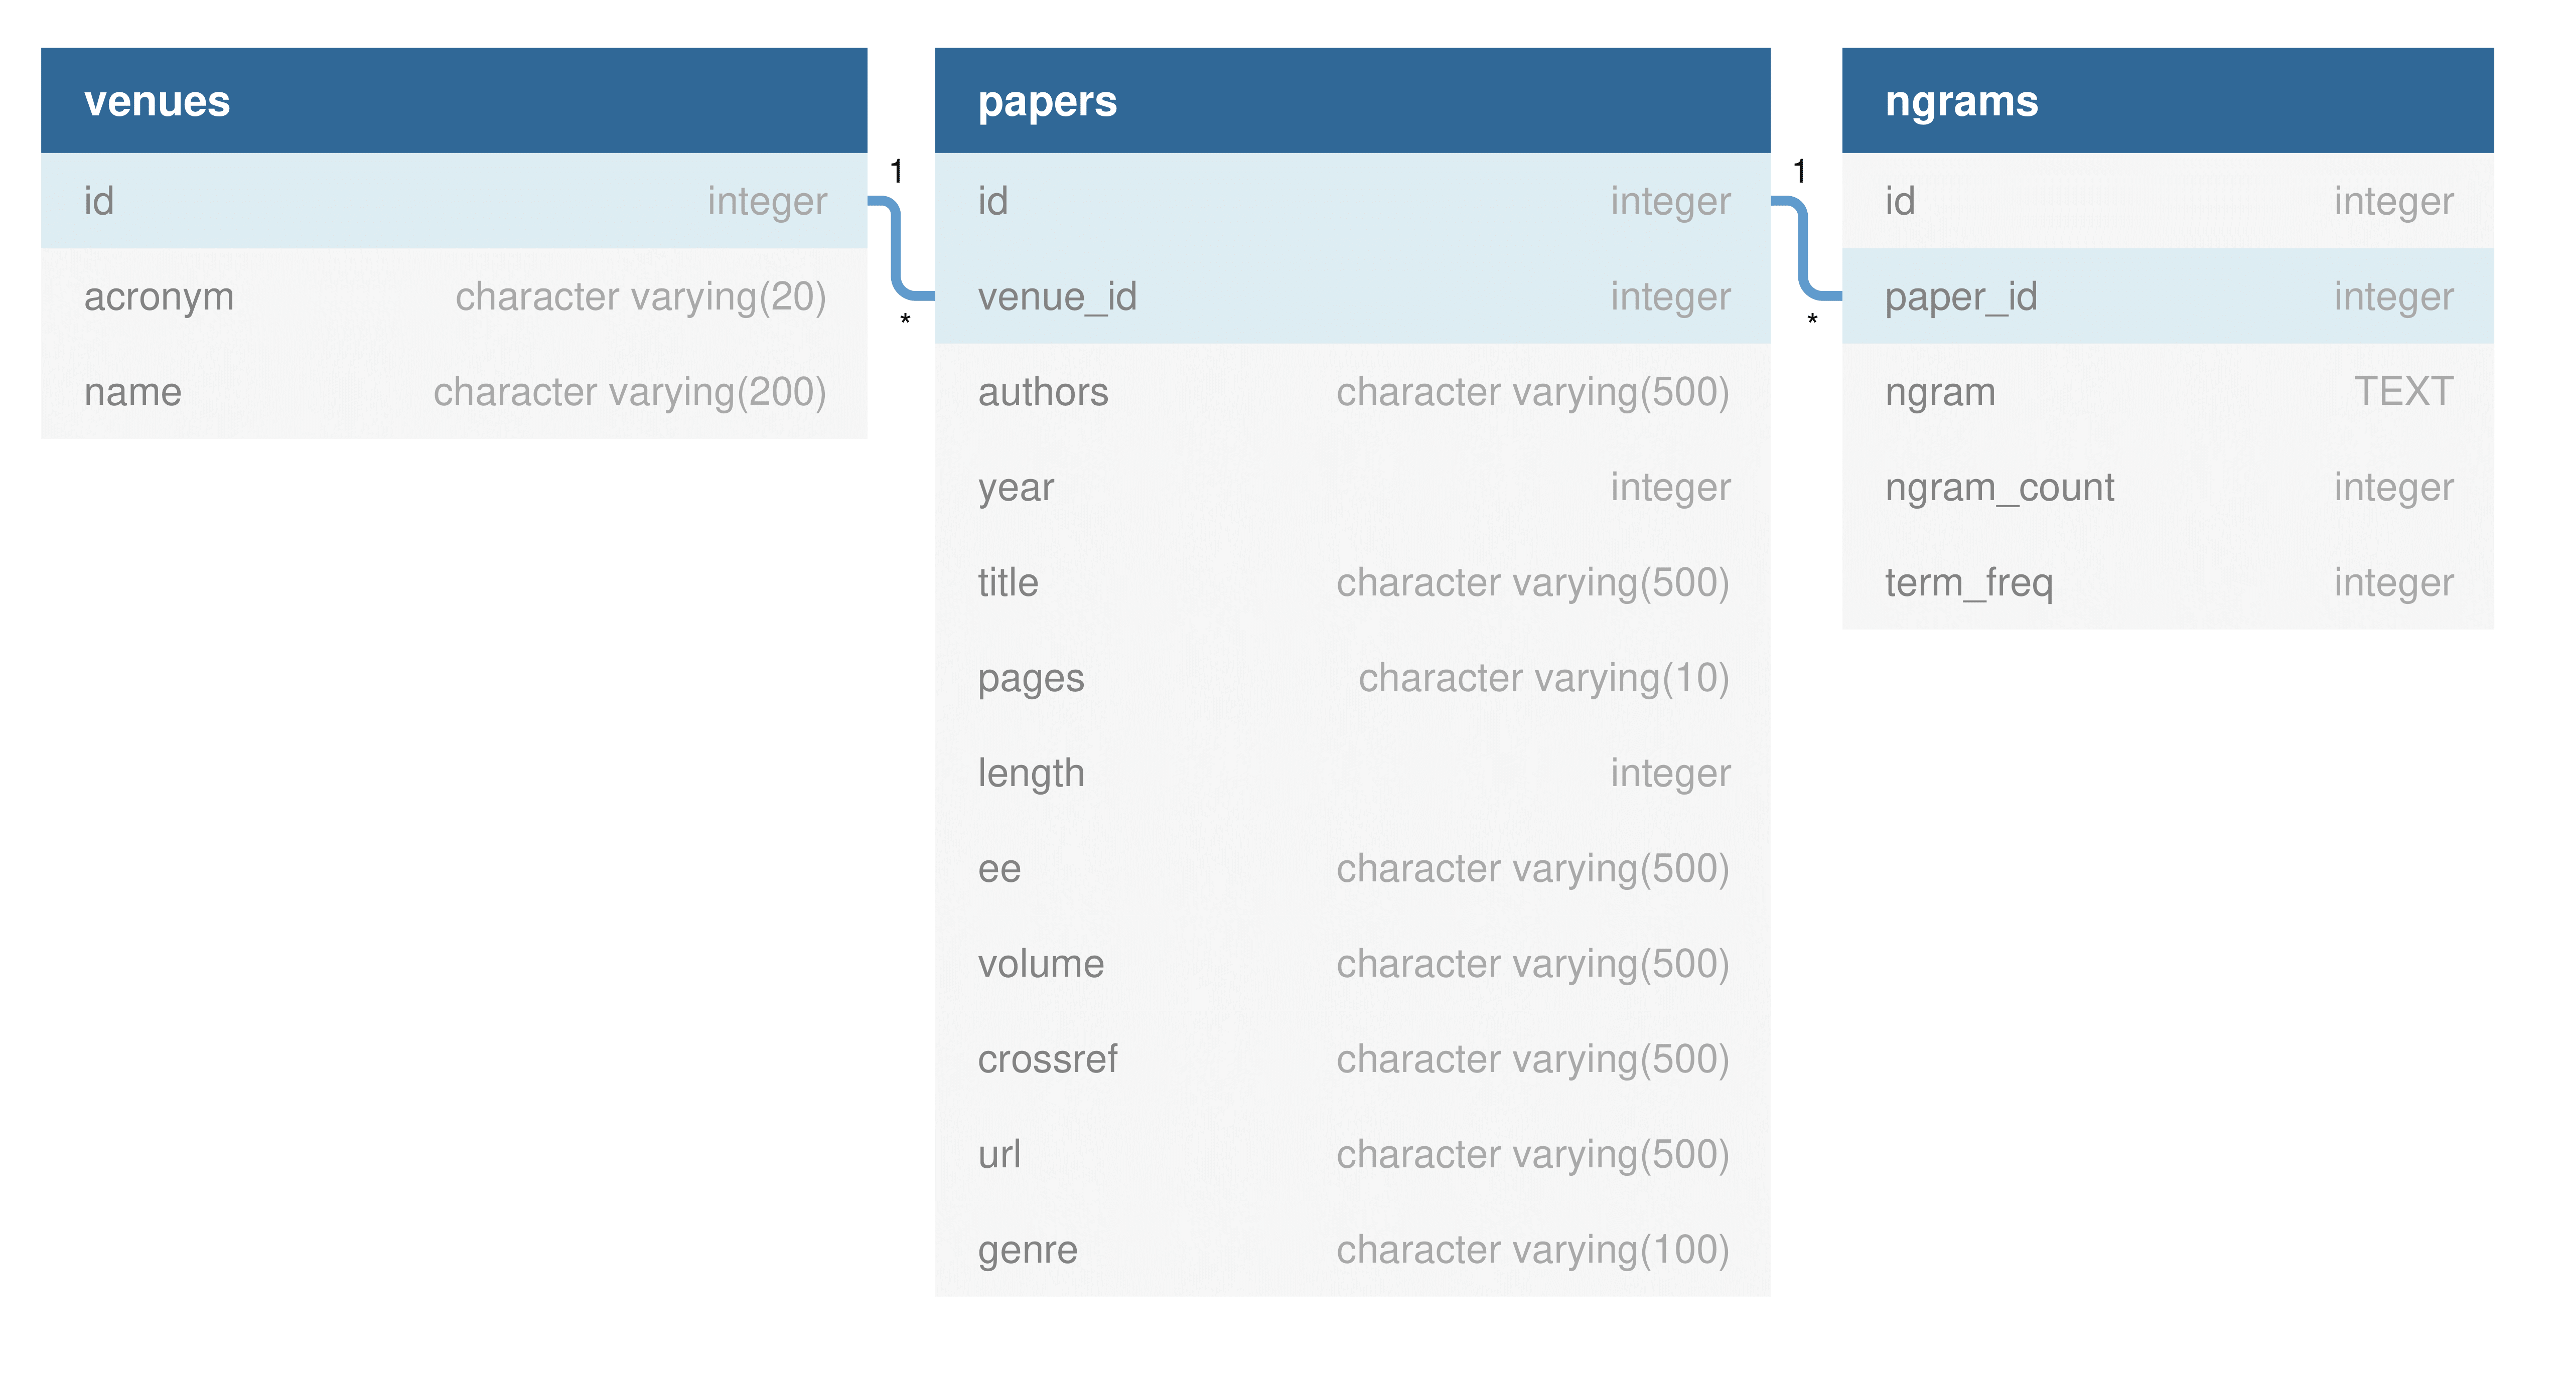 venues
id integer
acronym character varying(20)
name character varying(200)
1
*
papers
id integer
venue_id integer
authors character varying(500)
year integer
title character varying(500)
pages character varying(10)
length integer
ee character varying(500)
volume character varying(500)
crossref character varying(500)
url character varying(500)
genre character varying(100)
1
*
ngrams
id integer
paper_id integer
ngram TEXT
ngram_count integer
term_freq integer